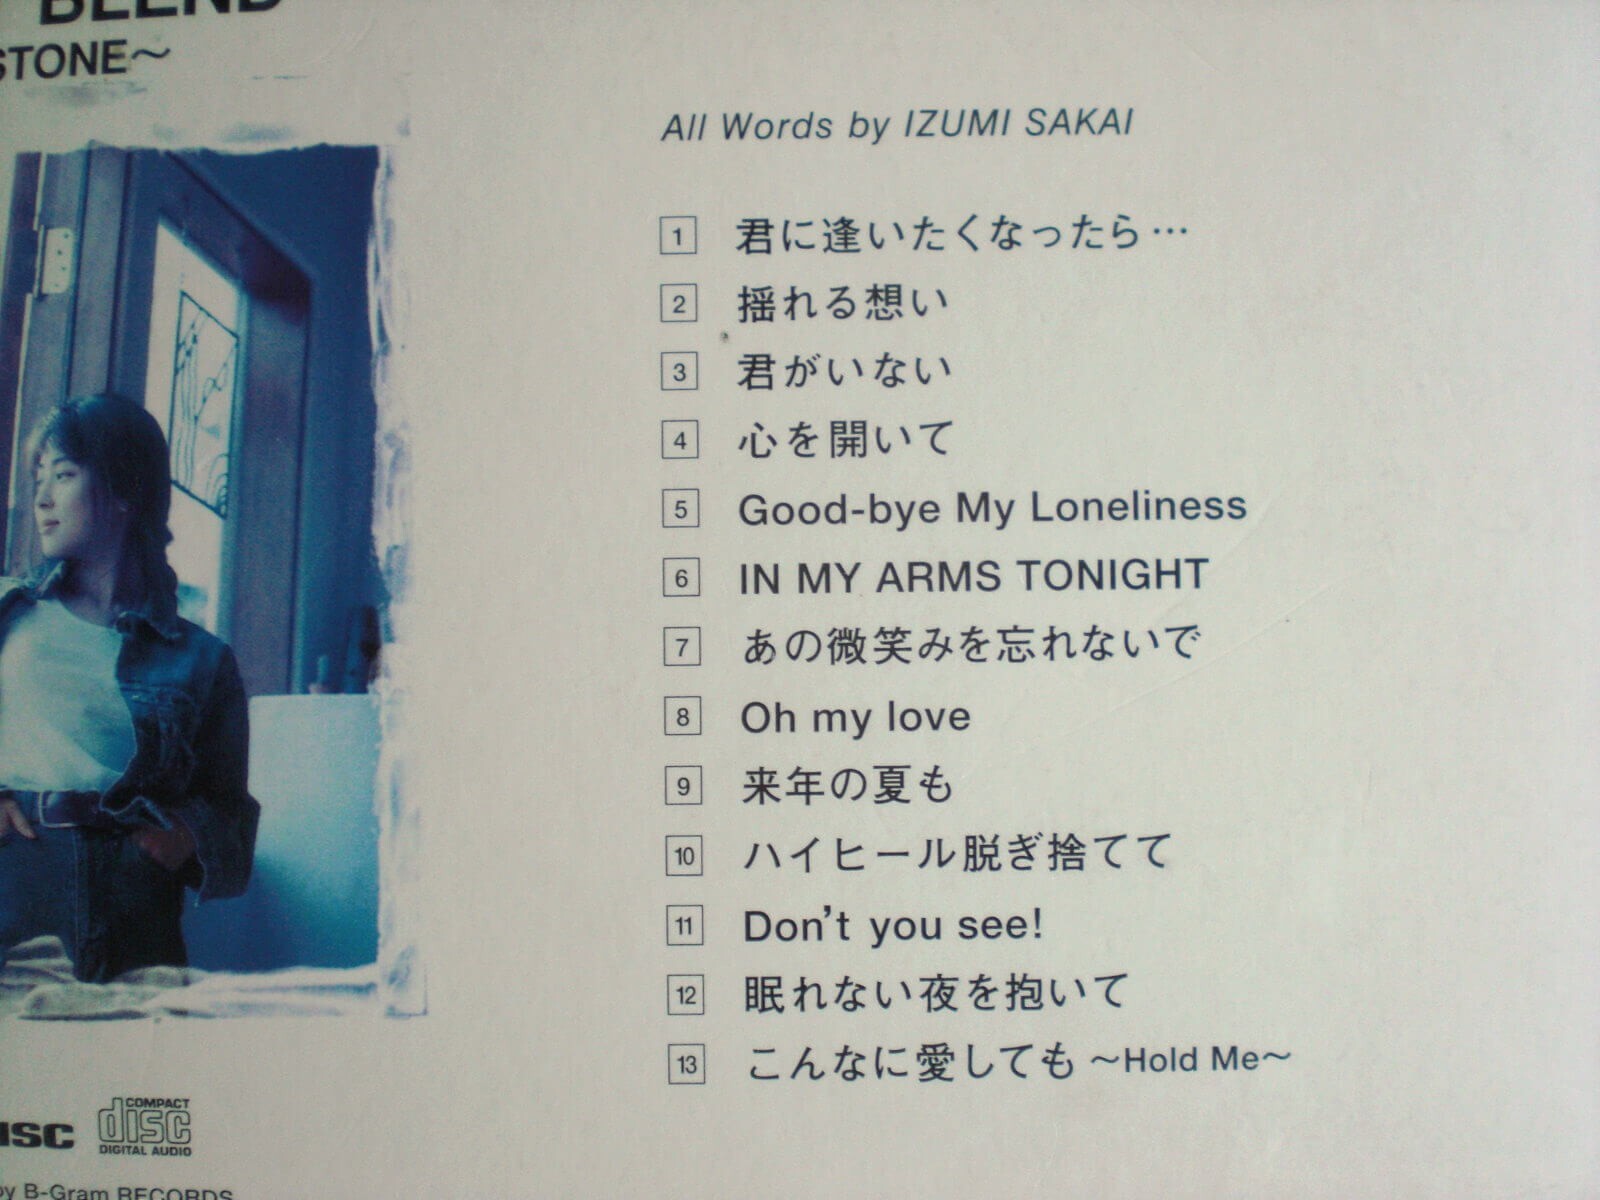 BLEND
STONE～
All Words by IZUMI SAKAI
1 君に逢いたくなったら…
2 揺れる想い
3 君がいない
4 心を開いて
5 Good-bye My Loneliness
6 IN MY ARMS TONIGHT
7 あの微笑みを忘れないで
8 Oh my love
9 来年の夏も
10 ハイヒール脱ぎ捨てて
11 Don't you see!
12 眠れない夜を抱いて
13 こんなに愛しても ～Hold Me～
COMPACT
disc
DIGITAL AUDIO
by B-Gram RECORDS